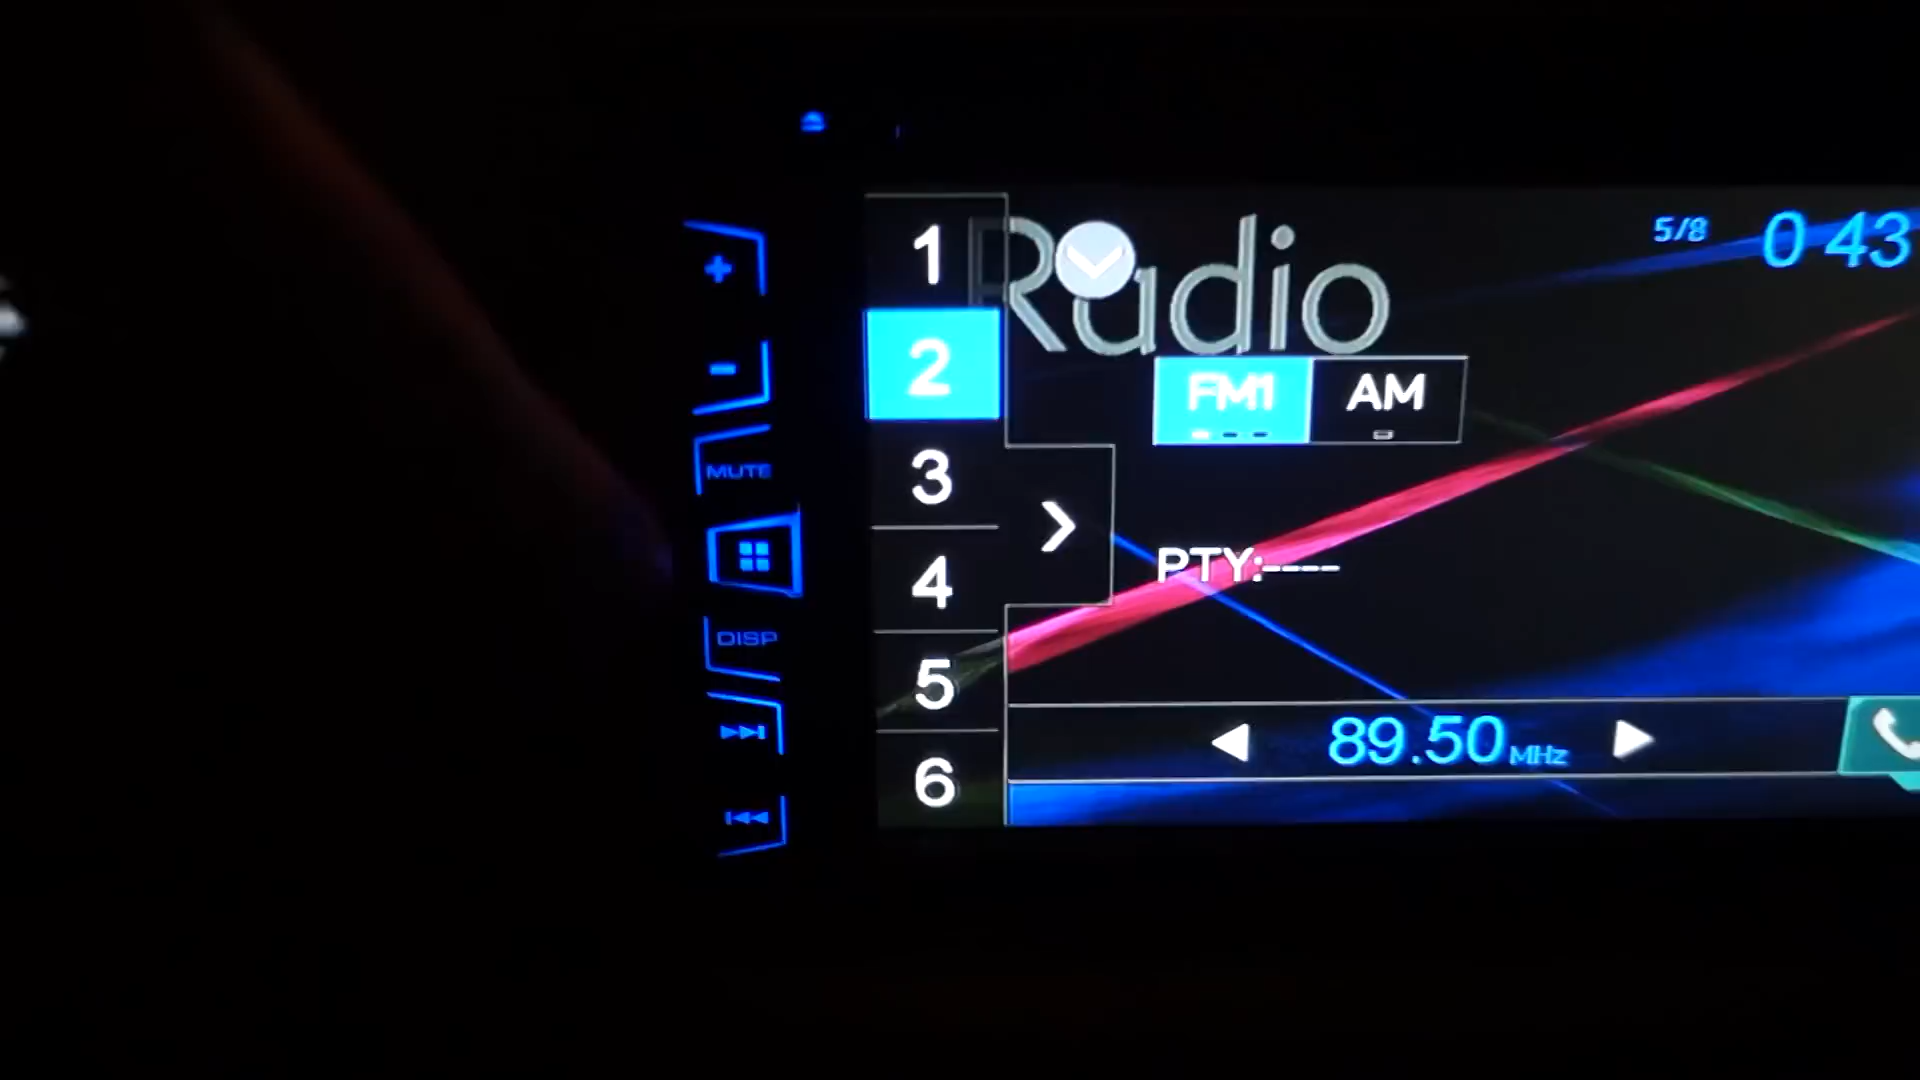 Radio
5/8
0 43
1
2
3
4
5
6
FM1
AM
PTY:----
89.50 MHz
MUTE
DISP